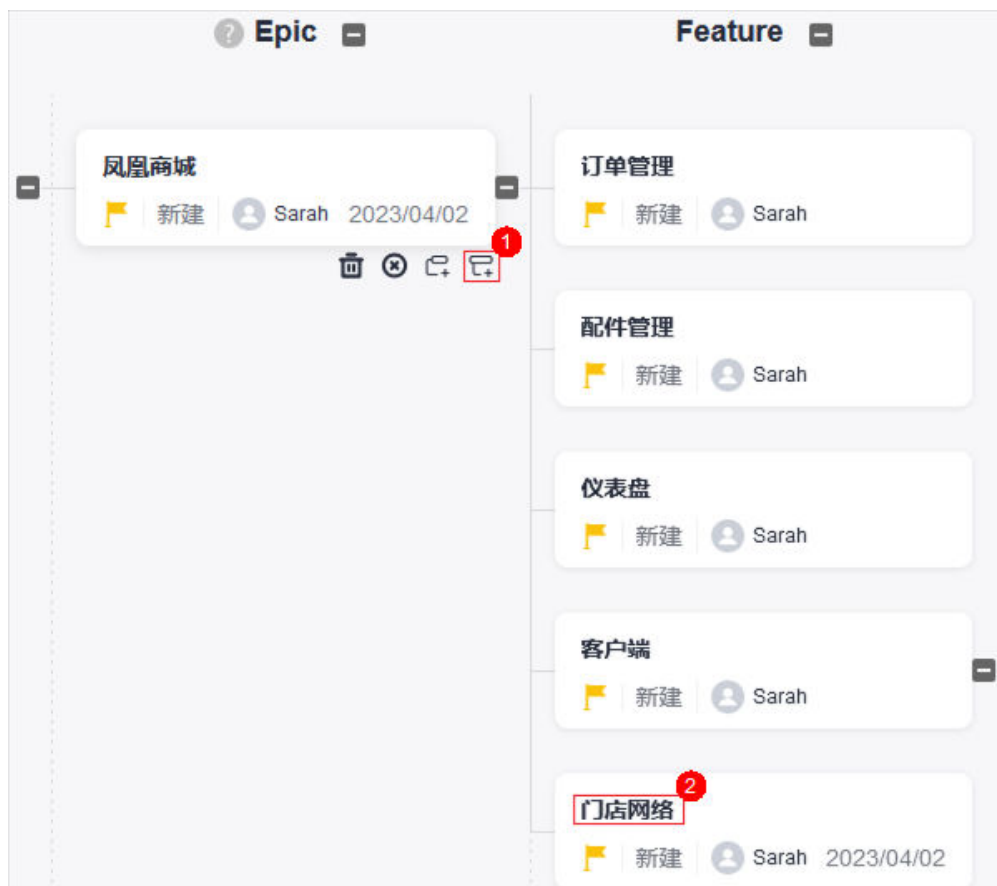 ? Epic
Feature
凤凰商城
新建 Sarah 2023/04/02
1
订单管理
新建 Sarah
配件管理
新建 Sarah
仪表盘
新建 Sarah
客户端
新建 Sarah
2
门店网络
新建 Sarah 2023/04/02